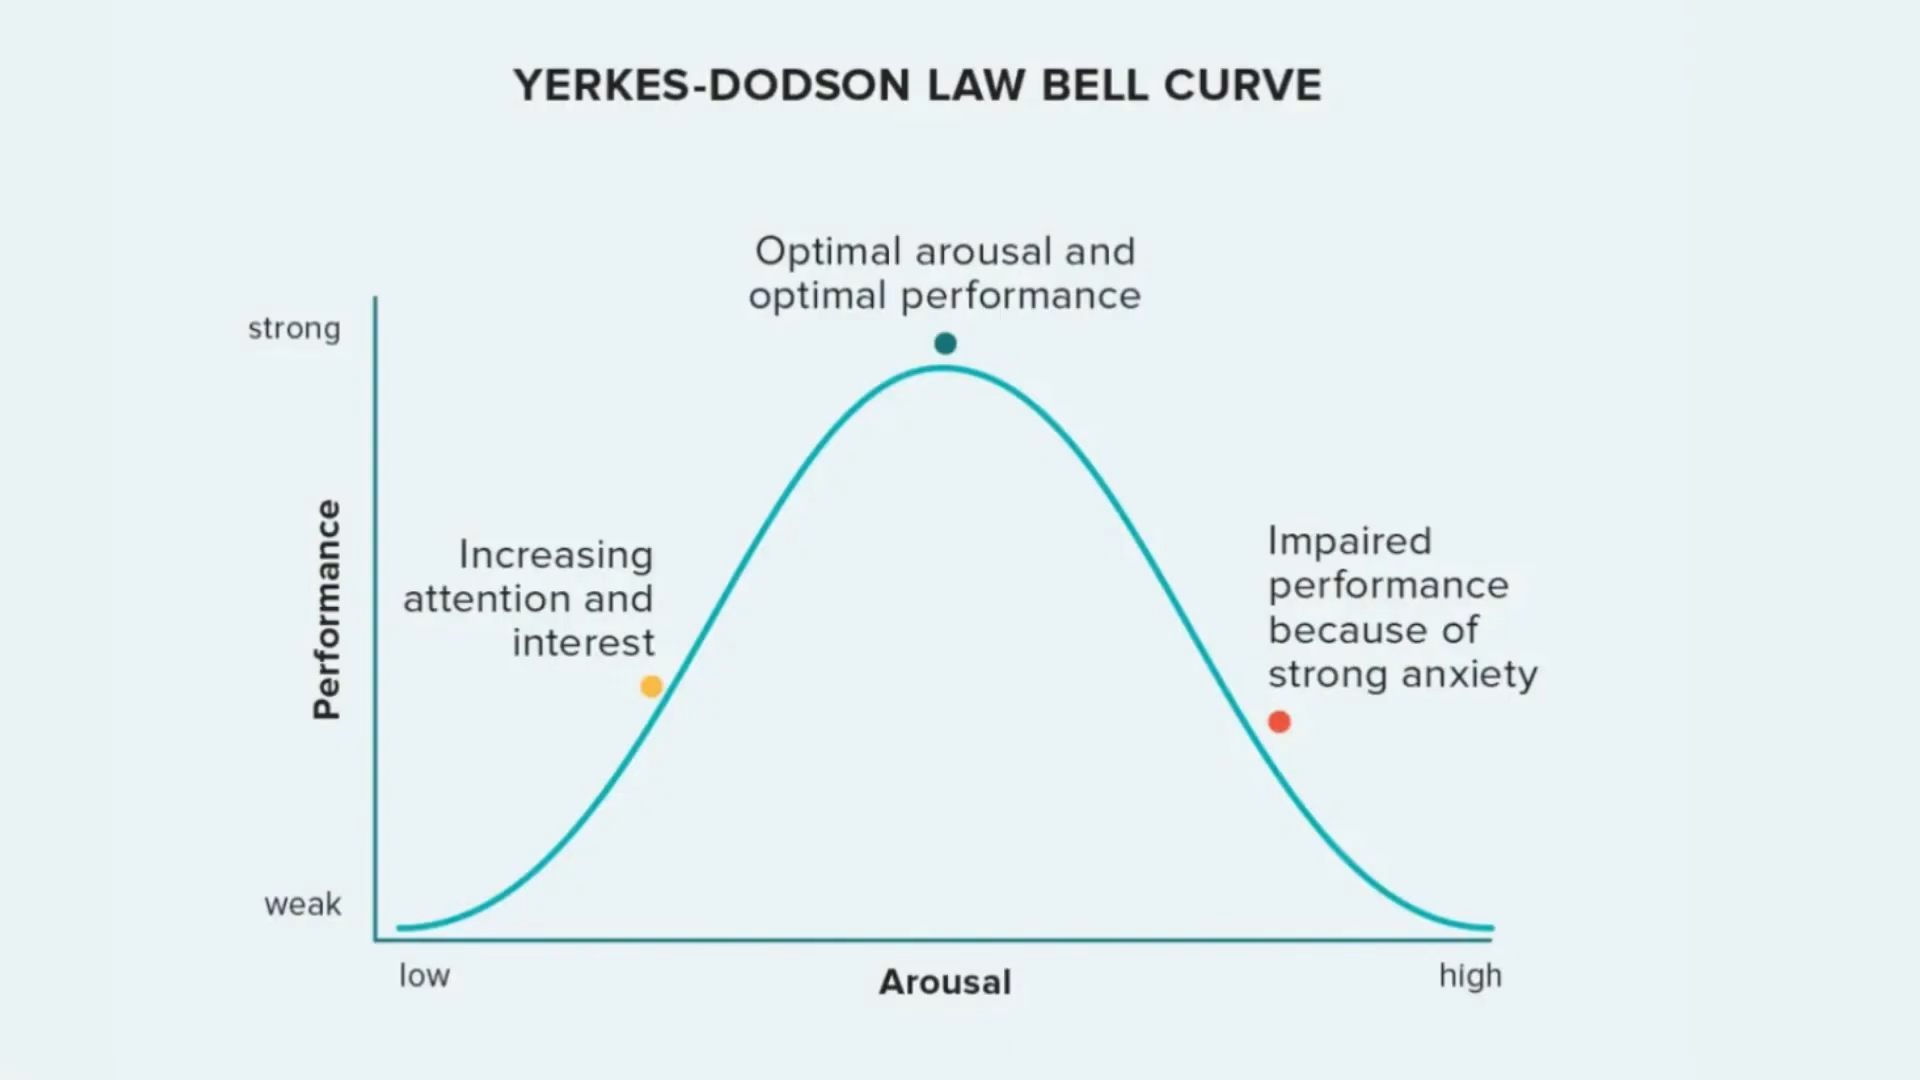 YERKES-DODSON LAW BELL CURVE
Optimal arousal and
optimal performance
strong
Increasing
attention and
interest
Impaired
performance
because of
strong anxiety
Performance
weak
low
Arousal
high